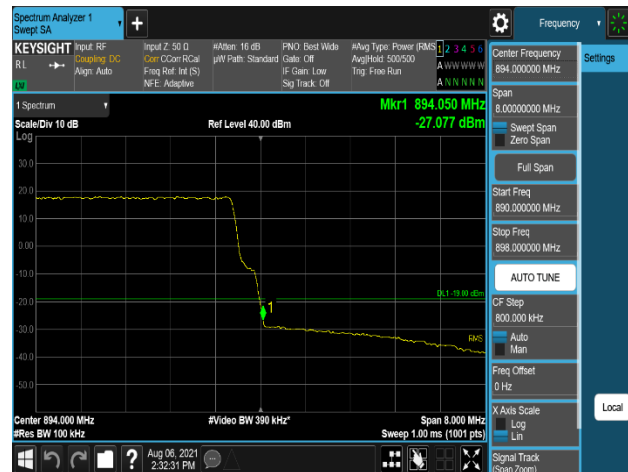 Spectrum Analyzer 1
Swept SA
Frequency
KEYSIGHT
RL
Input: RF
Coupling: DC
Align: Auto
Input Z: 50 Ω
Corr CCorr RCal
Freq Ref: Int (S)
NFE: Adaptive
#Atten: 16 dB
µW Path: Standard
PNO: Best Wide
Gate: Off
IF Gain: Low
Sig Track: Off
#Avg Type: Power (RMS
Avg|Hold: 500/500
Trig: Free Run
1 2 3 4 5 6
A W W W W W
A N N N N N
1 Spectrum
Scale/Div 10 dB
Log
Ref Level 40.00 dBm
Mkr1 894.050 MHz
-27.077 dBm
30.0
20.0
10.0
0.00
-10.0
-20.0
-30.0
-40.0
-50.0
DL1 -19.00 dBm
1
RMS
Center 894.000 MHz
#Res BW 100 kHz
#Video BW 390 kHz*
Span 8.000 MHz
Sweep 1.00 ms (1001 pts)
Aug 06, 2021
2:32:31 PM
?
Center Frequency
894.000000 MHz
Span
8.00000000 MHz
Swept Span
Zero Span
Full Span
Start Freq
890.000000 MHz
Stop Freq
898.000000 MHz
AUTO TUNE
CF Step
800.000 kHz
Auto
Man
Freq Offset
0 Hz
X Axis Scale
Log
Lin
Signal Track
(Span Zoom)
Settings
Local